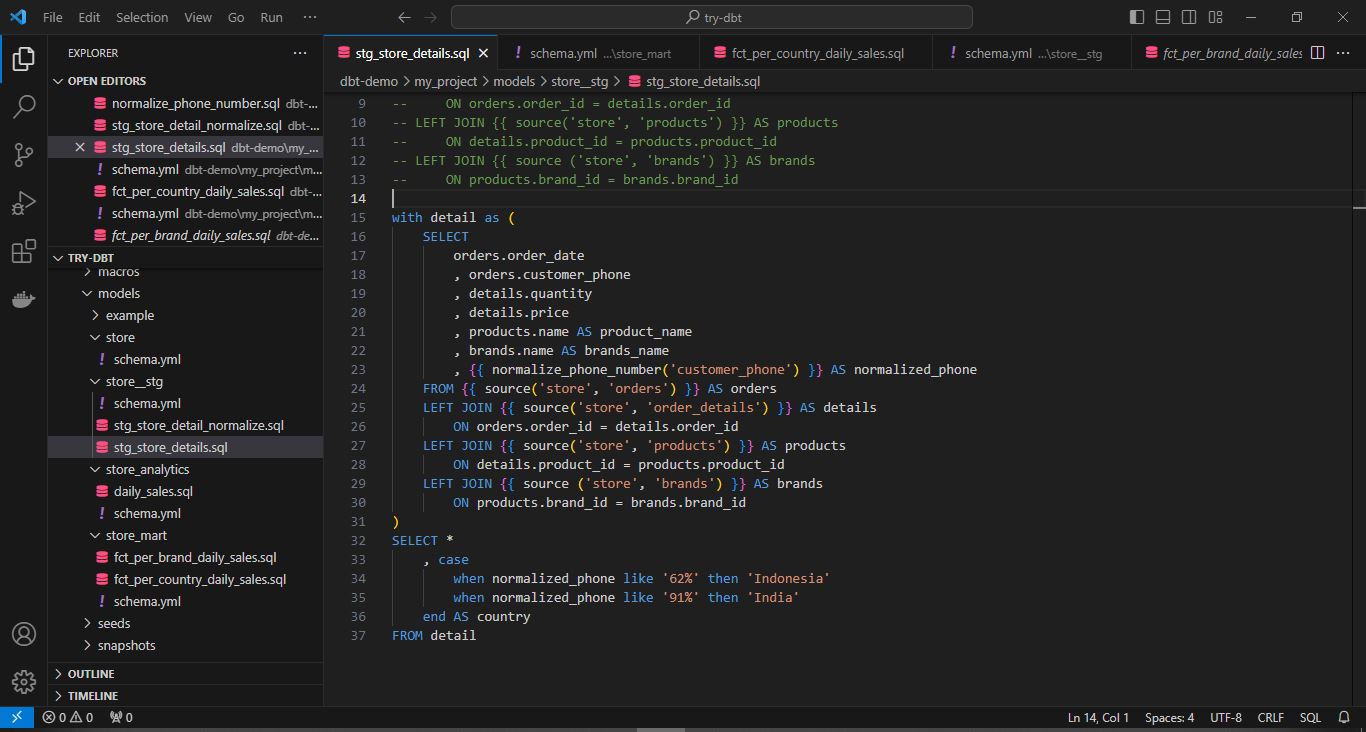 File Edit Selection View Go Run ···
try-dbt
EXPLORER ···
OPEN EDITORS
normalize_phone_number.sql dbt-...
stg_store_detail_normalize.sql dbt-...
stg_store_details.sql dbt-demo\my_...
! schema.yml dbt-demo\my_project\m...
fct_per_country_daily_sales.sql dbt-...
! schema.yml dbt-demo\my_project\m...
fct_per_brand_daily_sales.sql dbt-de...
TRY-DBT
macros
models
example
store
! schema.yml
store__stg
! schema.yml
stg_store_detail_normalize.sql
stg_store_details.sql
store_analytics
daily_sales.sql
! schema.yml
store_mart
fct_per_brand_daily_sales.sql
fct_per_country_daily_sales.sql
! schema.yml
seeds
snapshots
OUTLINE
TIMELINE
stg_store_details.sql ! schema.yml ...\store_mart fct_per_country_daily_sales.sql ! schema.yml ...\store__stg fct_per_brand_daily_sales ···
dbt-demo > my_project > models > store__stg > stg_store_details.sql
9 --     ON orders.order_id = details.order_id
10 -- LEFT JOIN {{ source('store', 'products') }} AS products
11 --     ON details.product_id = products.product_id
12 -- LEFT JOIN {{ source ('store', 'brands') }} AS brands
13 --     ON products.brand_id = brands.brand_id
14
15 with detail as (
16     SELECT
17         orders.order_date
18         , orders.customer_phone
19         , details.quantity
20         , details.price
21         , products.name AS product_name
22         , brands.name AS brands_name
23         , {{ normalize_phone_number('customer_phone') }} AS normalized_phone
24     FROM {{ source('store', 'orders') }} AS orders
25     LEFT JOIN {{ source('store', 'order_details') }} AS details
26         ON orders.order_id = details.order_id
27     LEFT JOIN {{ source('store', 'products') }} AS products
28         ON details.product_id = products.product_id
29     LEFT JOIN {{ source ('store', 'brands') }} AS brands
30         ON products.brand_id = brands.brand_id
31 )
32 SELECT *
33     , case
34         when normalized_phone like '62%' then 'Indonesia'
35         when normalized_phone like '91%' then 'India'
36     end AS country
37 FROM detail
0 0 0 Ln 14, Col 1 Spaces: 4 UTF-8 CRLF SQL